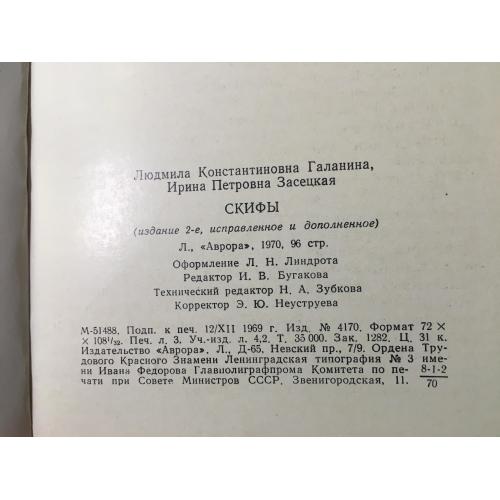 Людмила Константиновна Галанина,
Ирина Петровна Засецкая
СКИФЫ
(издание 2-е, исправленное и дополненное)
Л., «Аврора», 1970, 96 стр.
Оформление Л. Н. Линдрота
Редактор И. В. Бугакова
Технический редактор Н. А. Зубкова
Корректор Э. Ю. Неуструева
М-51488. Подп. к печ. 12/XII 1969 г. Изд. № 4170. Формат 72 ×
× 108 1/32. Печ. л. 3. Уч.-изд. л. 4,2. Т. 35 000. Зак. 1282. Ц. 31 к.
Издательство «Аврора», Л., Д-65, Невский пр., 7/9. Ордена Тру-
дового Красного Знамени Ленинградская типография № 3 име-
ни Ивана Федорова Главполиграфпрома Комитета по пе- 8-1-2
чати при Совете Министров СССР. Звенигородская, 11. 70